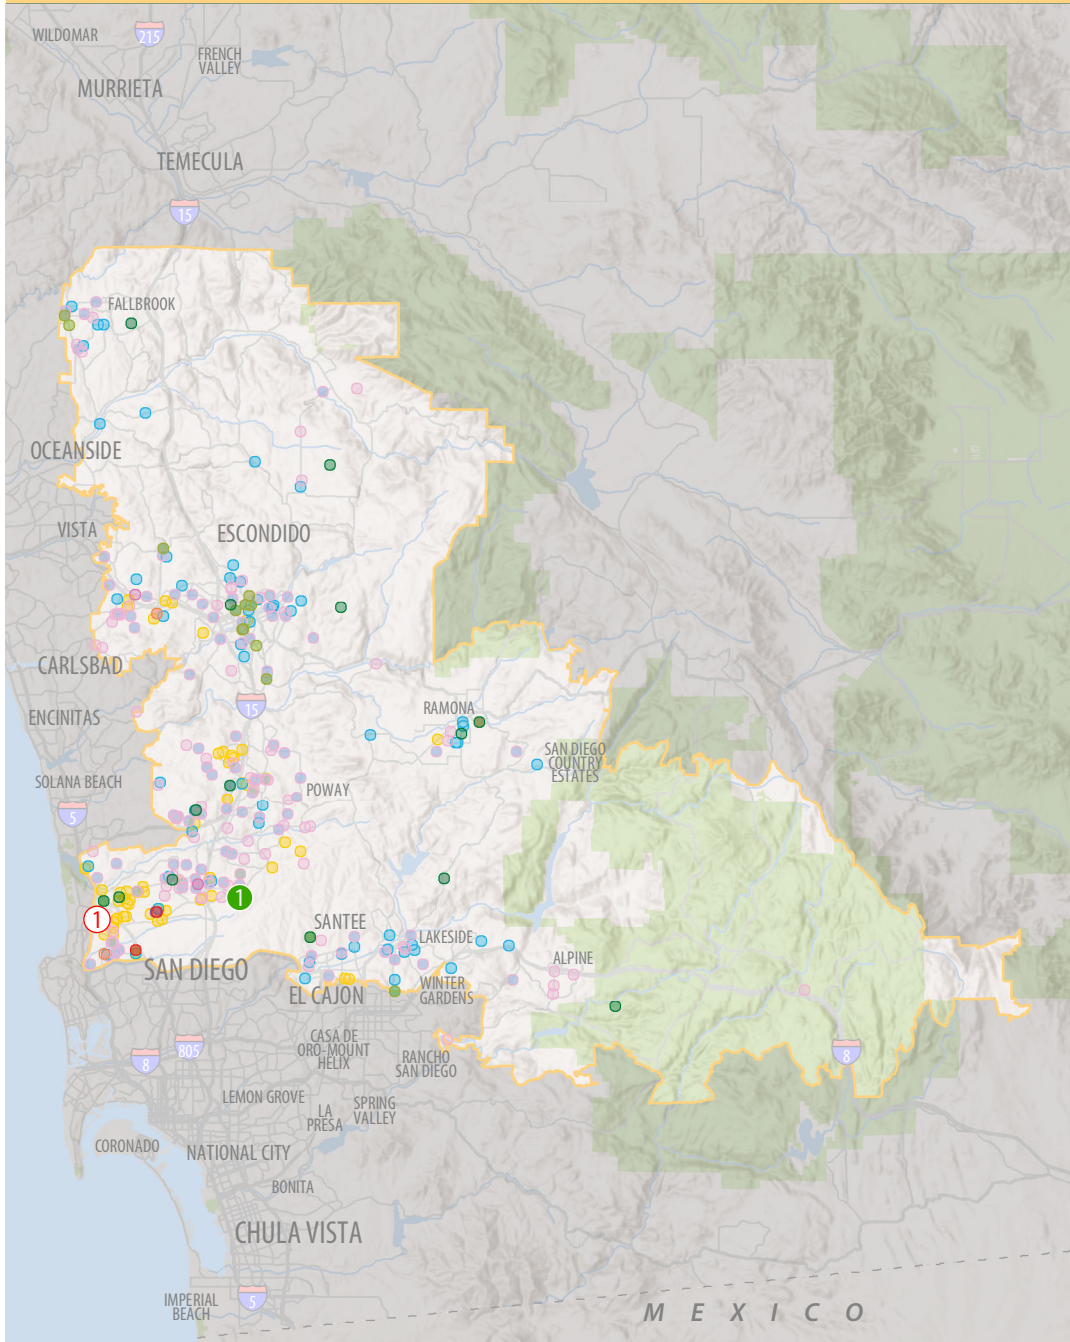 WILDOMAR
215
FRENCH
VALLEY
MURRIETA
TEMECULA
15
FALLBROOK
OCEANSIDE
VISTA
ESCONDIDO
CARLSBAD
ENCINITAS
15
RAMONA
SAN DIEGO
COUNTRY
ESTATES
SOLANA BEACH
POWAY
5
1
1
SANTEE
LAKESIDE
ALPINE
SAN DIEGO
EL CAJON
WINTER
GARDENS
CASA DE
ORO-MOUNT
HELIX
805
8
RANCHO
SAN DIEGO
8
LEMON GROVE
LA
PRESA
SPRING
VALLEY
CORONADO
NATIONAL CITY
BONITA
CHULA VISTA
IMPERIAL
BEACH
5
MEXICO